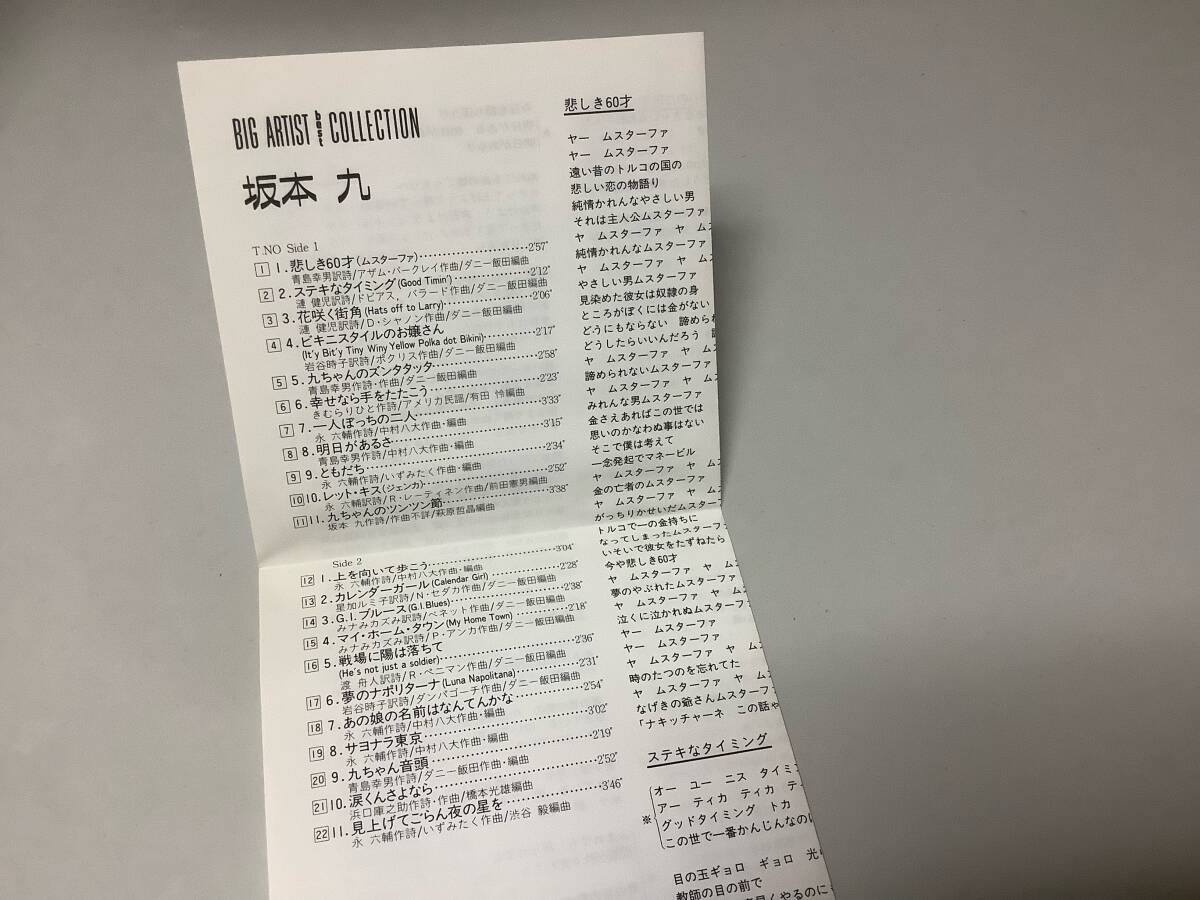 BIG ARTIST best COLLECTION
坂本 九
T.NO Side 1
1 1. 悲しき60才(ムスターファ)……2'57"
青島幸男訳詩/アザム・バークレイ作曲/ダニー飯田編曲
2 2. ステキなタイミング(Good Timin')……2'12"
漣 健児訳詩/トビアス, バラード作曲/ダニー飯田編曲
3 3. 花咲く街角(Hats off to Larry)……2'06"
漣 健児訳詩/D・シャノン作曲/ダニー飯田編曲
4 4. ビキニスタイルのお嬢さん
(It'y Bit'y Tiny Winy Yellow Polka dot Bikini)……2'17"
岩谷時子訳詩/ポクリス作曲/ダニー飯田編曲
5 5. 九ちゃんのズンタタッタ……2'58"
青島幸男作詩・作曲/ダニー飯田編曲
6 6. 幸せなら手をたたこう……2'23"
きむらりひと作詩/アメリカ民謡/有田 怜編曲
7 7. 一人ぼっちの二人……3'33"
永 六輔作詩/中村八大作曲・編曲
8 8. 明日があるさ……3'15"
青島幸男作詩/中村八大作曲・編曲
9 9. ともだち……2'34"
永 六輔作詩/いずみたく作曲・編曲
10 10. レット・キス(ジェンカ)……2'52"
永 六輔訳詩/R・レーティネン作曲/前田憲男編曲
11 11. 九ちゃんのツンツン節……3'38"
坂本 九作詩/作曲不詳/萩原哲晶編曲
Side 2
12 1. 上を向いて歩こう……3'04"
永 六輔作詩/中村八大作曲・編曲
13 2. カレンダーガール(Calendar Girl)……2'28"
星加ルミ子訳詩/N・セダカ作曲/ダニー飯田編曲
14 3. G.I.ブルース(G.I.Blues)……2'38"
みナみカズみ訳詩/ベネット作曲/ダニー飯田編曲
15 4. マイ・ホーム・タウン(My Home Town)……2'18"
みナみカズみ訳詩/P・アンカ作曲/ダニー飯田編曲
16 5. 戦場に陽は落ちて
(He's not just a soldier)……2'36"
渡 舟人訳詩/R・ペニマン作曲/ダニー飯田編曲
17 6. 夢のナポリターナ(Luna Napolitana)……2'31"
岩谷時子訳詩/ダンパゴーチ作曲/ダニー飯田編曲
18 7. あの娘の名前はなんてんかな……2'54"
永 六輔作詩/中村八大作曲・編曲
19 8. サヨナラ東京……3'02"
永 六輔作詩/中村八大作曲・編曲
20 9. 九ちゃん音頭……2'19"
青島幸男作詩/ダニー飯田作曲・編曲
21 10. 涙くんさよなら……2'52"
浜口庫之助作詩・作曲/橋本光雄編曲
22 11. 見上げてごらん夜の星を……3'46"
永 六輔作詩/いずみたく作曲/渋谷 毅編曲
悲しき60才
ヤー ムスターファ
ヤー ムスターファ
遠い昔のトルコの国の
悲しい恋の物語り
純情かれんなやさしい男
それは主人公ムスターファ
ヤ ムスターファ ヤ ム
純情かれんなムスターファ
ヤ ムスターファ ヤ ム
やさしい男ムスターファ
見染めた彼女は奴隷の身
ところがぼくには金がない
どうにもならない 諦めら
どうしたらいいんだろう
ヤ ムスターファ ヤ ム
諦められないムスターファ
ヤ ムスターファ ヤ ム
みれんな男ムスターファ
金さえあればこの世では
思いのかなわぬ事はない
そこで僕は考えて
一念発起でマネービル
ヤ ムスターファ ヤ ム
金の亡者のムスターファ
ヤ ムスターファ ヤ ム
がっちりかせいだムスター
トルコで一の金持ちに
なってしまったムスターフ
いそいで彼女をたずねたら
今や悲しき60才
ヤ ムスターファ ヤ ム
夢のやぶれたムスターファ
ヤ ムスターファ ヤ ム
泣くに泣かれぬムスターフ
ヤー ムスターファ
ヤー ムスターファ
ヤ ムスターファ ヤ ム
時のたつのを忘れてた
ヤ ムスターファ ヤ ム
なげきの爺さんムスターフ
「ナキッチャーネ この話
ステキなタイミング
オー ユー ニス タイミ
アー ティカ ティカ テ
※ グッドタイミング トカ
この世で一番かんじんなの
目の玉ギョロ ギョロ 光
教師の目の前で